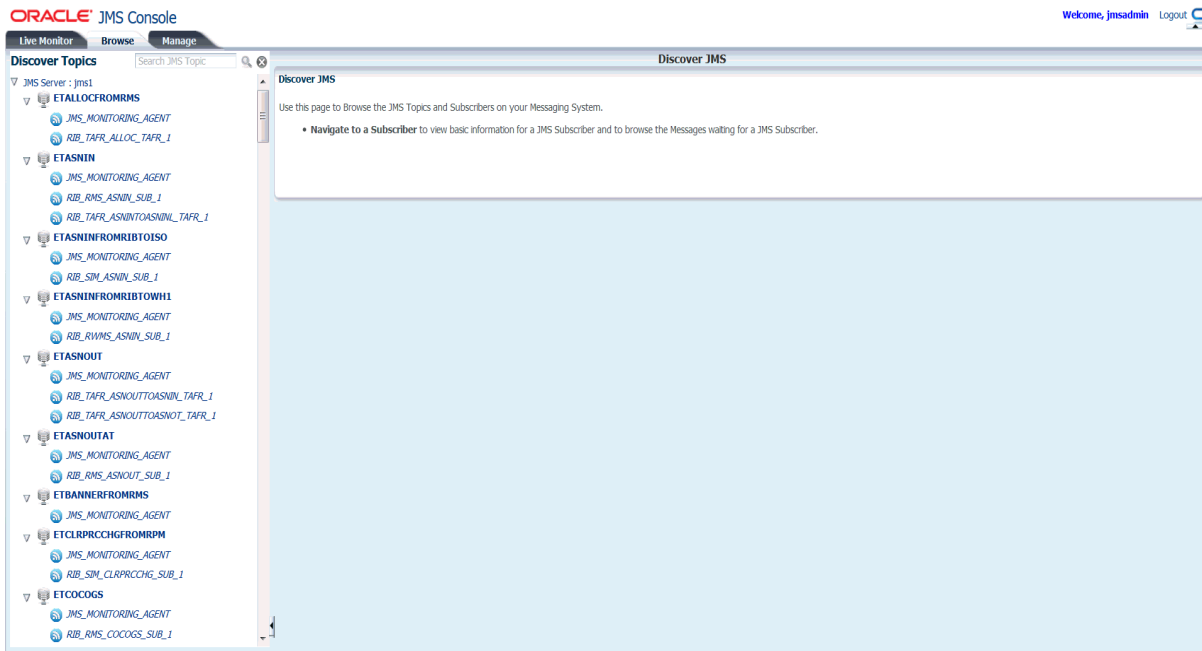 ORACLE' JMS Console
Welcome, jmsadmin Logout
Live Monitor Browse Manage
Discover Topics Search JMS Topic
Discover JMS
JMS Server : jms1
ETALLOCFROMRMS
JMS_MONITORING_AGENT
RIB_TAFR_ALLOC_TAFR_1
ETASNIN
JMS_MONITORING_AGENT
RIB_RMS_ASNIN_SUB_1
RIB_TAFR_ASNINTOASNINL_TAFR_1
ETASNINFROMRIBTOISO
JMS_MONITORING_AGENT
RIB_SIM_ASNIN_SUB_1
ETASNINFROMRIBTOWH1
JMS_MONITORING_AGENT
RIB_RWMS_ASNIN_SUB_1
ETASNOUT
JMS_MONITORING_AGENT
RIB_TAFR_ASNOUTTOASNIN_TAFR_1
RIB_TAFR_ASNOUTTOASNOT_TAFR_1
ETASNOUTAT
JMS_MONITORING_AGENT
RIB_RMS_ASNOUT_SUB_1
ETBANNERFROMRMS
JMS_MONITORING_AGENT
ETCLRPRCCHGFROMRPM
JMS_MONITORING_AGENT
RIB_SIM_CLRPRCCHG_SUB_1
ETCOCOGS
JMS_MONITORING_AGENT
RIB_RMS_COCOGS_SUB_1
Discover JMS
Use this page to Browse the JMS Topics and Subscribers on your Messaging System.
• Navigate to a Subscriber to view basic information for a JMS Subscriber and to browse the Messages waiting for a JMS Subscriber.